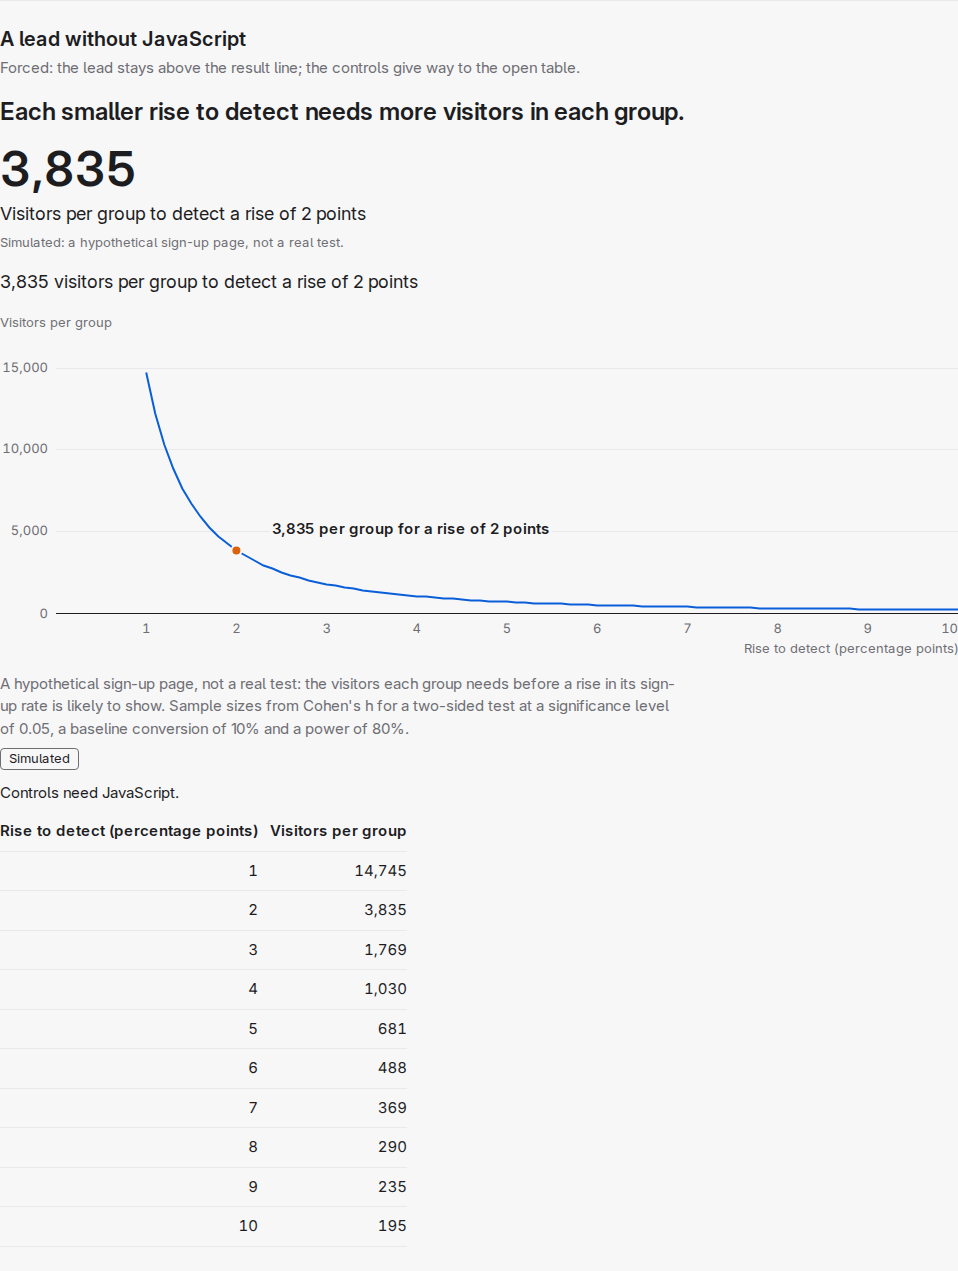 A lead without JavaScript
Forced: the lead stays above the result line; the controls give way to the open table.
Each smaller rise to detect needs more visitors in each group.
3,835
Visitors per group to detect a rise of 2 points
Simulated: a hypothetical sign-up page, not a real test.
3,835 visitors per group to detect a rise of 2 points
Visitors per group
15,000
10,000
5,000
3,835 per group for a rise of 2 points
0
1 2 3 4 5 6 7 8 9 10
Rise to detect (percentage points)
A hypothetical sign-up page, not a real test: the visitors each group needs before a rise in its sign-
up rate is likely to show. Sample sizes from Cohen's h for a two-sided test at a significance level
of 0.05, a baseline conversion of 10% and a power of 80%.
Simulated
Controls need JavaScript.
Rise to detect (percentage points) Visitors per group
1 14,745
2 3,835
3 1,769
4 1,030
5 681
6 488
7 369
8 290
9 235
10 195